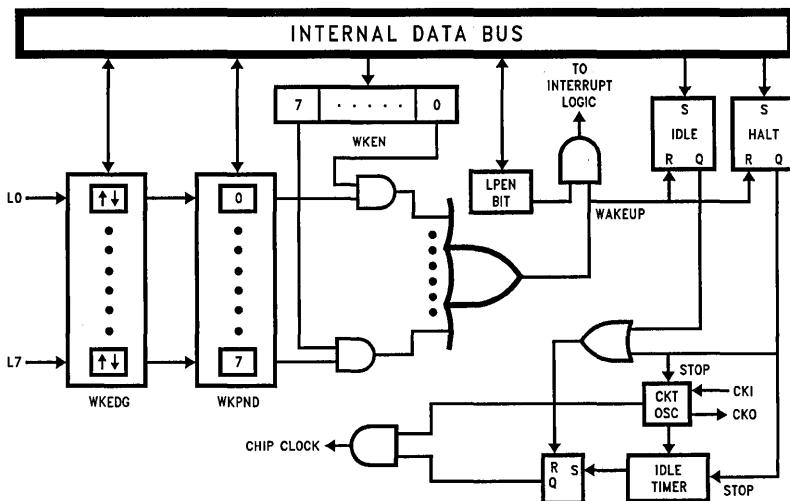 INTERNAL DATA BUS
TO
INTERRUPT
LOGIC
7 ····· 0
WKEN
S
IDLE
R Q
S
HALT
R Q
L0
↑↓
0
LPEN
BIT
WAKEUP
L7
↑↓
7
WKEDG
WKPND
STOP
CKT
OSC
CKI
CKO
CHIP CLOCK
R S
Q
IDLE
TIMER
STOP